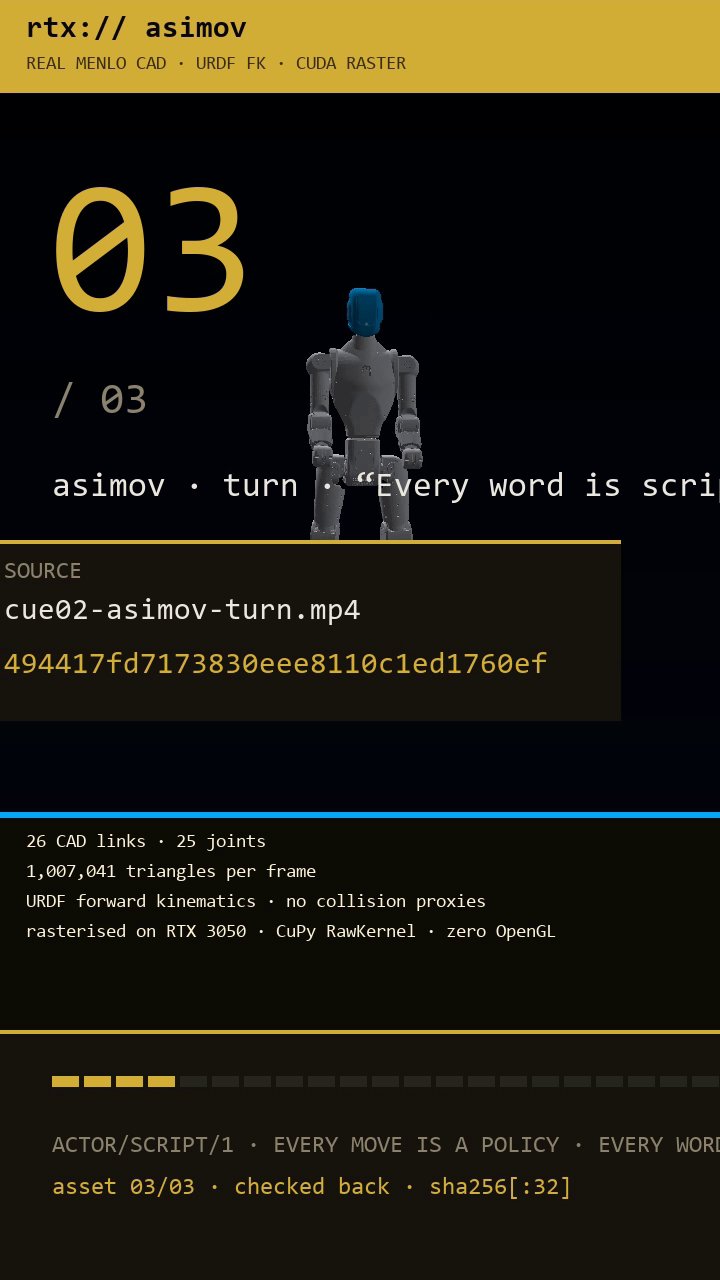 rtx:// asimov
REAL MENLO CAD · URDF FK · CUDA RASTER
03
/ 03
asimov · turn · “Every word is scrip
SOURCE
cue02-asimov-turn.mp4
494417fd7173830eee8110c1ed1760ef
26 CAD links · 25 joints
1,007,041 triangles per frame
URDF forward kinematics · no collision proxies
rasterised on RTX 3050 · CuPy RawKernel · zero OpenGL
ACTOR/SCRIPT/1 · EVERY MOVE IS A POLICY · EVERY WORD
asset 03/03 · checked back · sha256[:32]